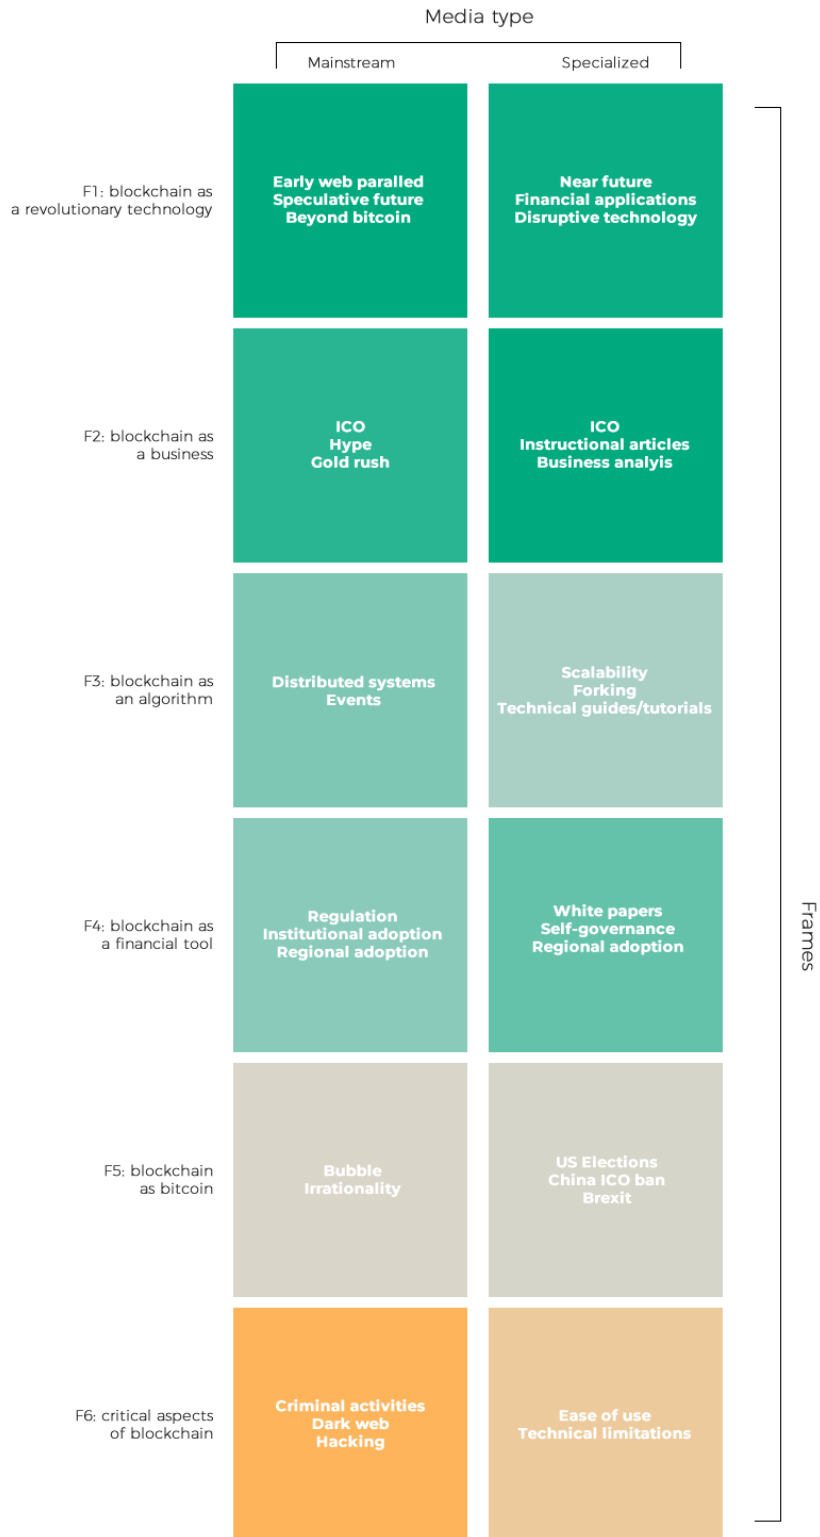 Media type
Mainstream
Specialized
F1: blockchain as
a revolutionary technology
Early web paralled
Speculative future
Beyond bitcoin
Near future
Financial applications
Disruptive technology
F2: blockchain as
a business
ICO
Hype
Gold rush
ICO
Instructional articles
Business analyis
F3: blockchain as
an algorithm
Distributed systems
Events
Scalability
Forking
Technical guides/tutorials
F4: blockchain as
a financial tool
Regulation
Institutional adoption
Regional adoption
White papers
Self-governance
Regional adoption
Frames
F5: blockchain
as bitcoin
Bubble
Irrationality
US Elections
China ICO ban
Brexit
F6: critical aspects
of blockchain
Criminal activities
Dark web
Hacking
Ease of use
Technical limitations